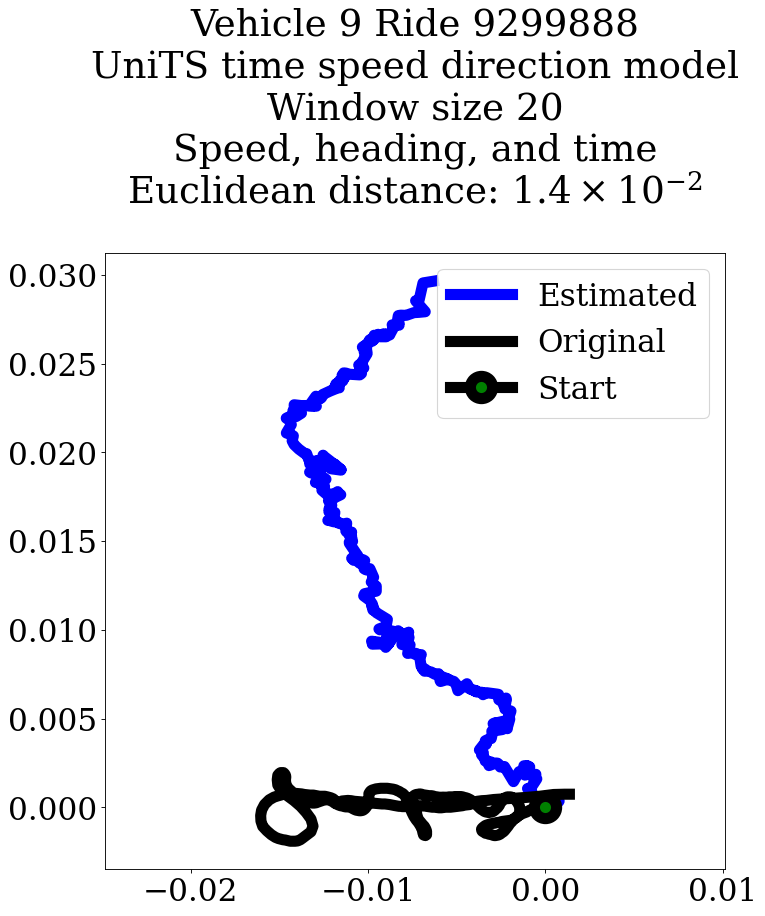 Vehicle 9 Ride 9299888
UniTS time speed direction model
Window size 20
Speed, heading, and time
Euclidean distance: 1.4 × 10⁻²
0.030
0.025
0.020
0.015
0.010
0.005
0.000
Estimated
Original
Start
−0.02
−0.01
0.00
0.01